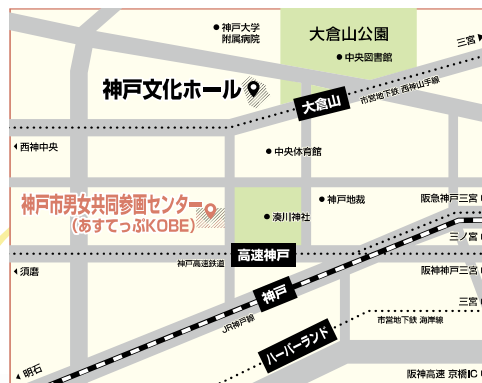 神戸大学
附属病院
大倉山公園
中央図書館
三宮
神戸文化ホール
大倉山
市営地下鉄 西神山手線
西神中央
中央体育館
神戸市男女共同参画センター
(あすてっぷKOBE)
神戸地裁
湊川神社
阪急神戸三宮
三ノ宮
高速神戸
神戸高速鉄道
須磨
阪神神戸三宮
神戸
三宮
JR神戸線
市営地下鉄 海岸線
ハーバーランド
明石
阪神高速 京橋IC